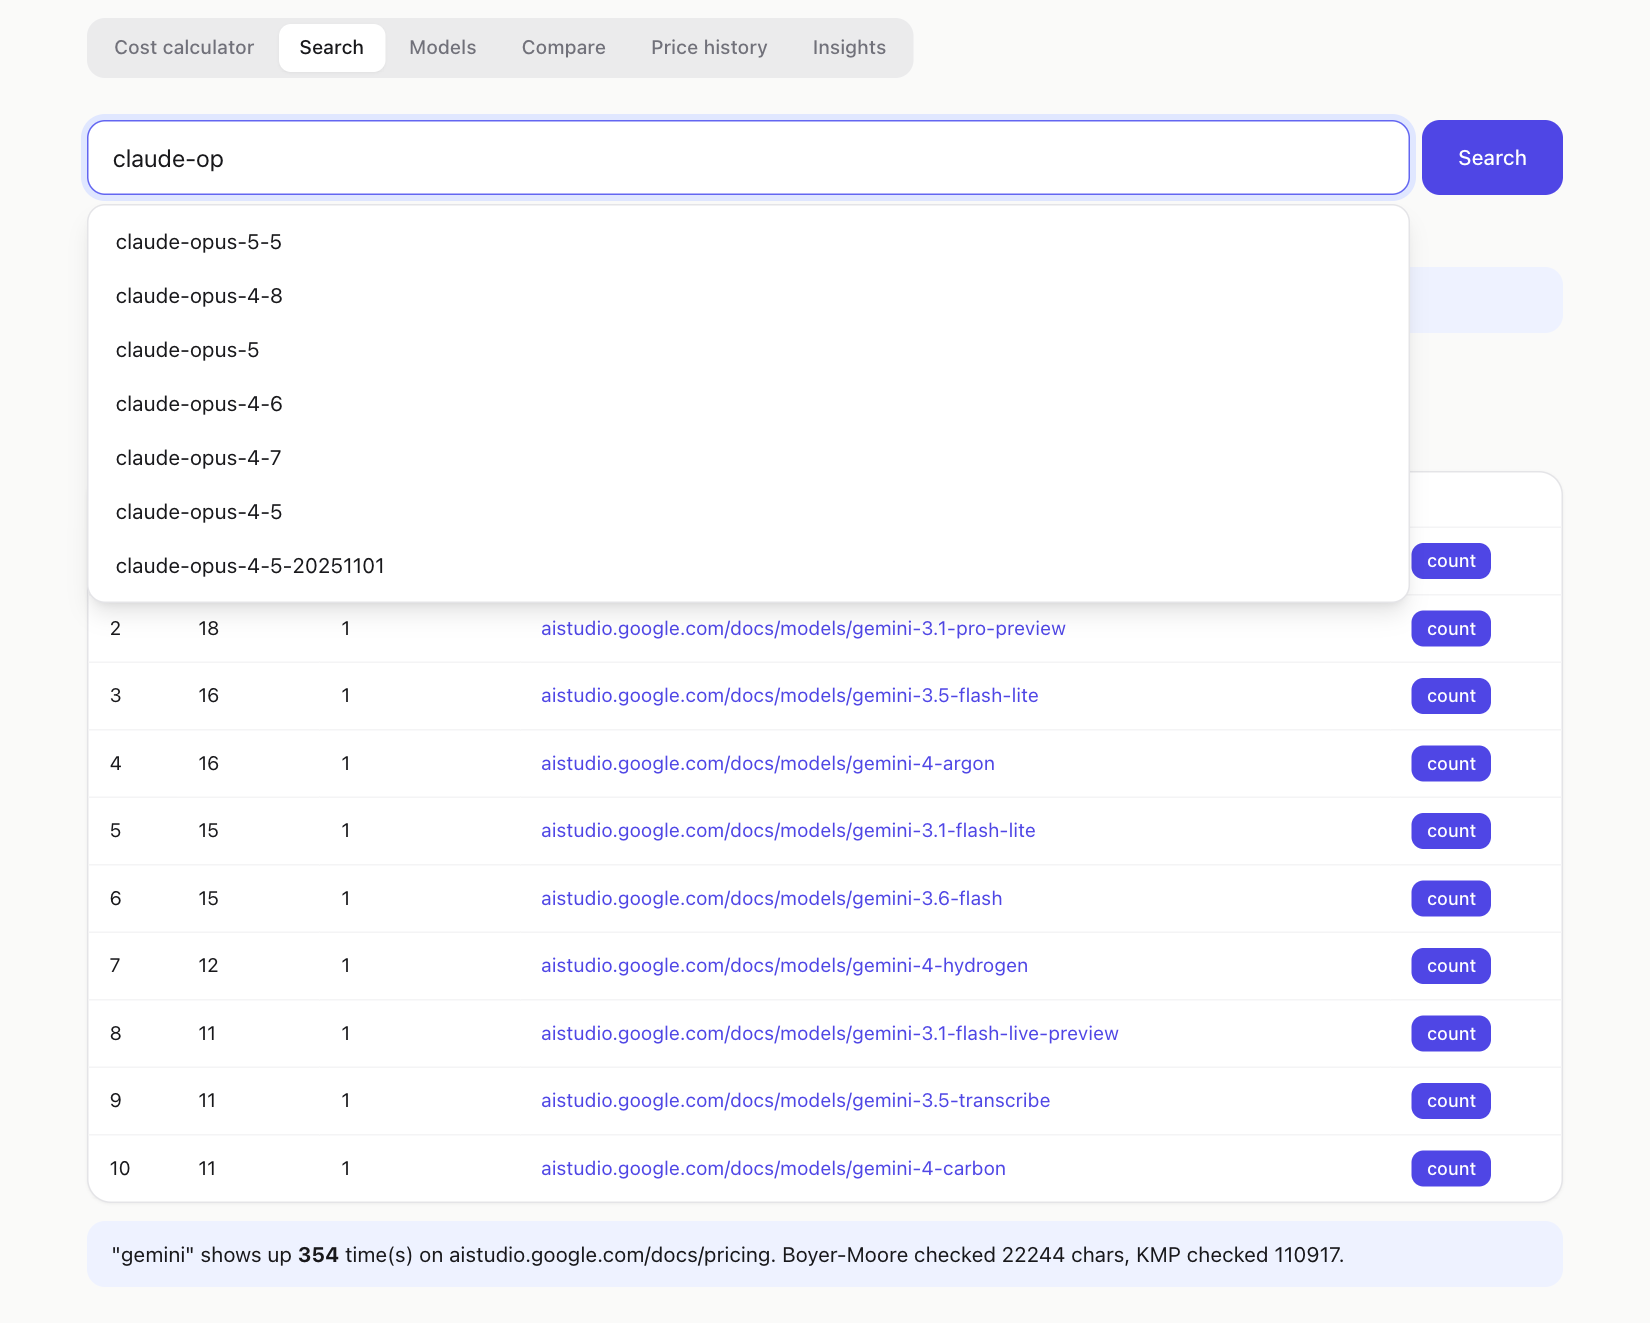 Cost calculator Search Models Compare Price history Insights
claude-op Search
claude-opus-5-5
claude-opus-4-8
claude-opus-5
claude-opus-4-6
claude-opus-4-7
claude-opus-4-5
claude-opus-4-5-20251101
count
2 18 1 aistudio.google.com/docs/models/gemini-3.1-pro-preview count
3 16 1 aistudio.google.com/docs/models/gemini-3.5-flash-lite count
4 16 1 aistudio.google.com/docs/models/gemini-4-argon count
5 15 1 aistudio.google.com/docs/models/gemini-3.1-flash-lite count
6 15 1 aistudio.google.com/docs/models/gemini-3.6-flash count
7 12 1 aistudio.google.com/docs/models/gemini-4-hydrogen count
8 11 1 aistudio.google.com/docs/models/gemini-3.1-flash-live-preview count
9 11 1 aistudio.google.com/docs/models/gemini-3.5-transcribe count
10 11 1 aistudio.google.com/docs/models/gemini-4-carbon count
"gemini" shows up 354 time(s) on aistudio.google.com/docs/pricing. Boyer-Moore checked 22244 chars, KMP checked 110917.